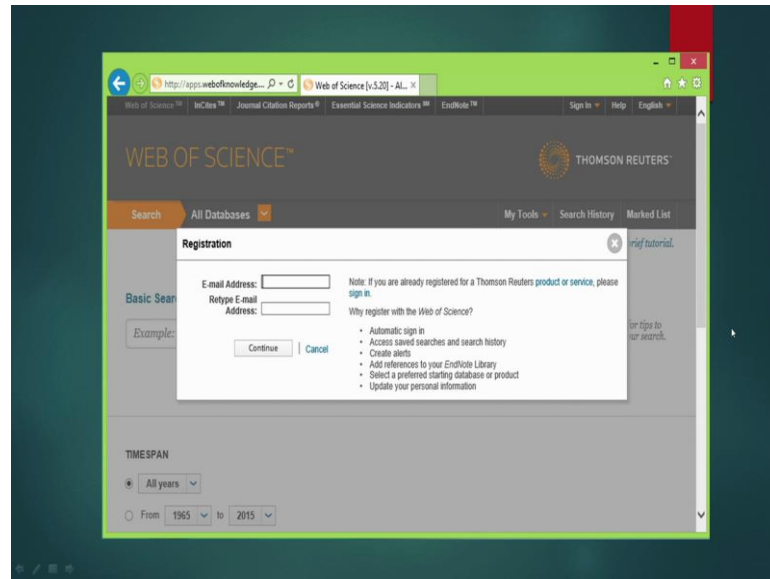 http://apps.webofknowledge....
Web of Science [v.5.20] - Al... ×
Web of Science™ InCites™ Journal Citation Reports® Essential Science Indicators SM EndNote™ Sign In Help English
WEB OF SCIENCE™
THOMSON REUTERS™
Search All Databases My Tools Search History Marked List
Registration
brief tutorial.
E-mail Address:
Retype E-mail
Address:
Continue | Cancel
Note: If you are already registered for a Thomson Reuters product or service, please
sign in.
Why register with the Web of Science?
• Automatic sign in
• Access saved searches and search history
• Create alerts
• Add references to your EndNote Library
• Select a preferred starting database or product
• Update your personal information
Basic Sear
Example:
for tips to
ur search.
TIMESPAN
All years
From 1965 to 2015